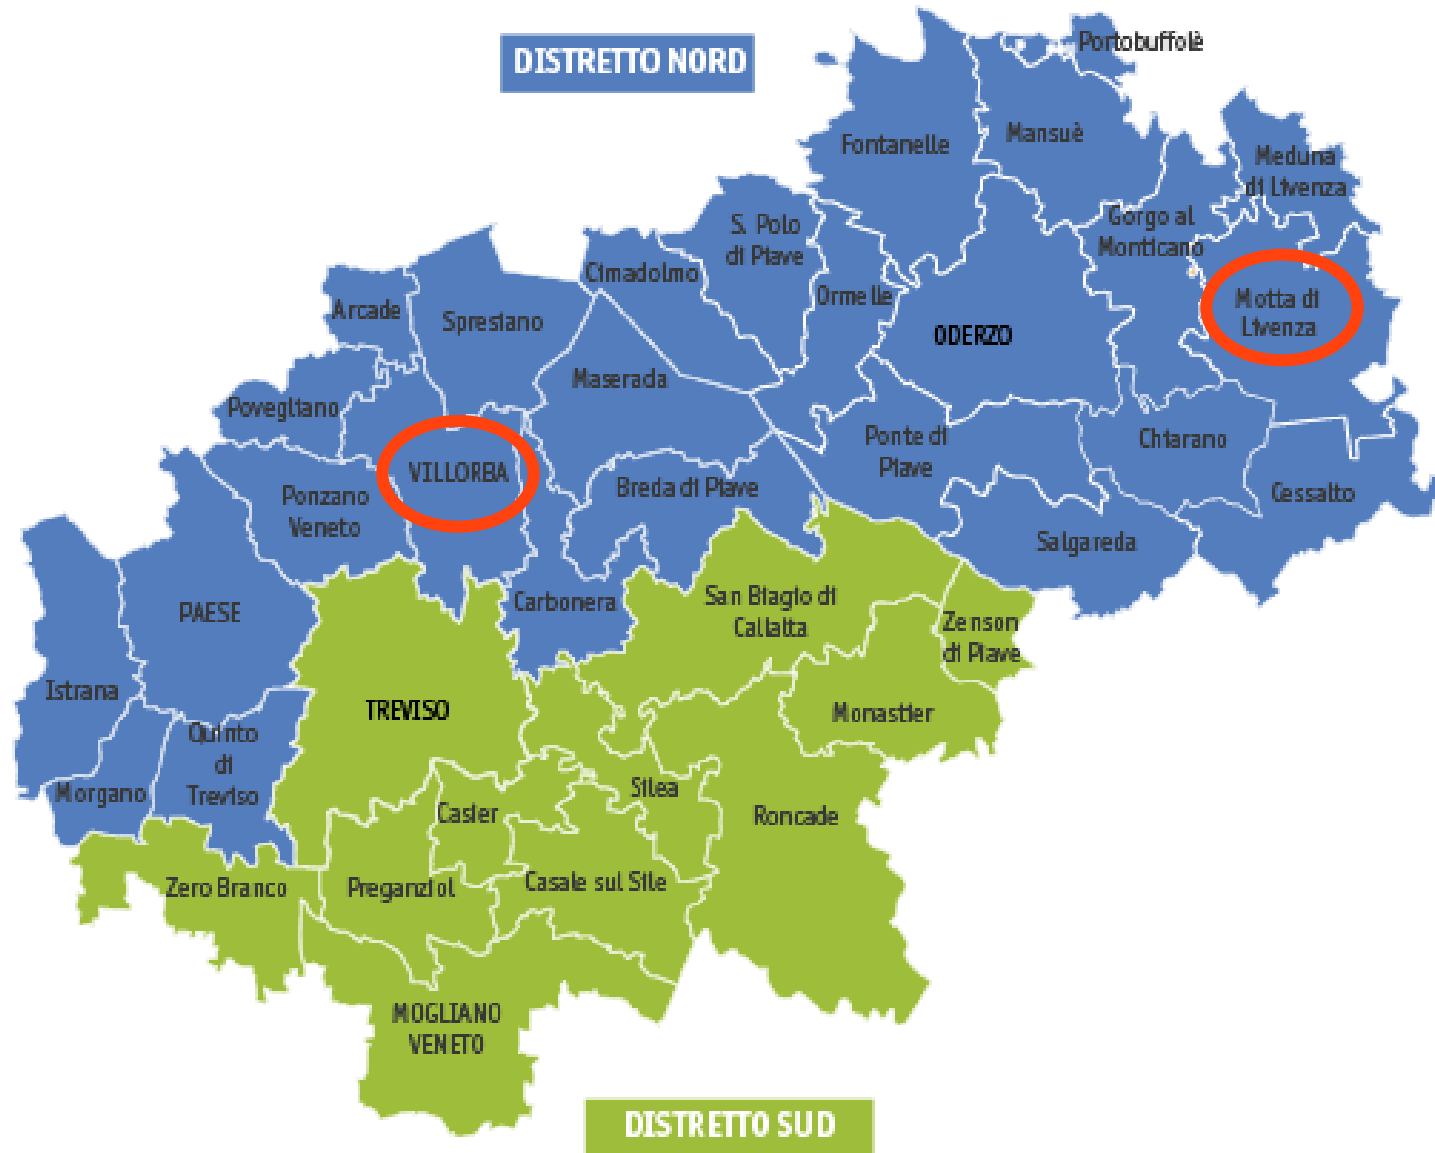 DISTRETTO NORD
Portobuffolè
Fontanelle
Mansuè
Meduna
di Livenza
Gorgo al
Monticano
S. Polo
di Piave
Cimadolmo
Ormelle
Motta di
Livenza
Arcade
Spresiano
ODERZO
Maserada
Povegliano
Ponte di
Piave
Chiarano
VILLORBA
Breda di Piave
Cessalto
Ponzano
Veneto
Salgareda
PAESE
Carbonera
San Biagio di
Callalta
Zenson
di Piave
Istrana
TREVISO
Monastier
Quinto
di
Treviso
Morgano
Silea
Casier
Roncade
Zero Branco
Preganziol
Casale sul Sile
MOGLIANO
VENETO
DISTRETTO SUD